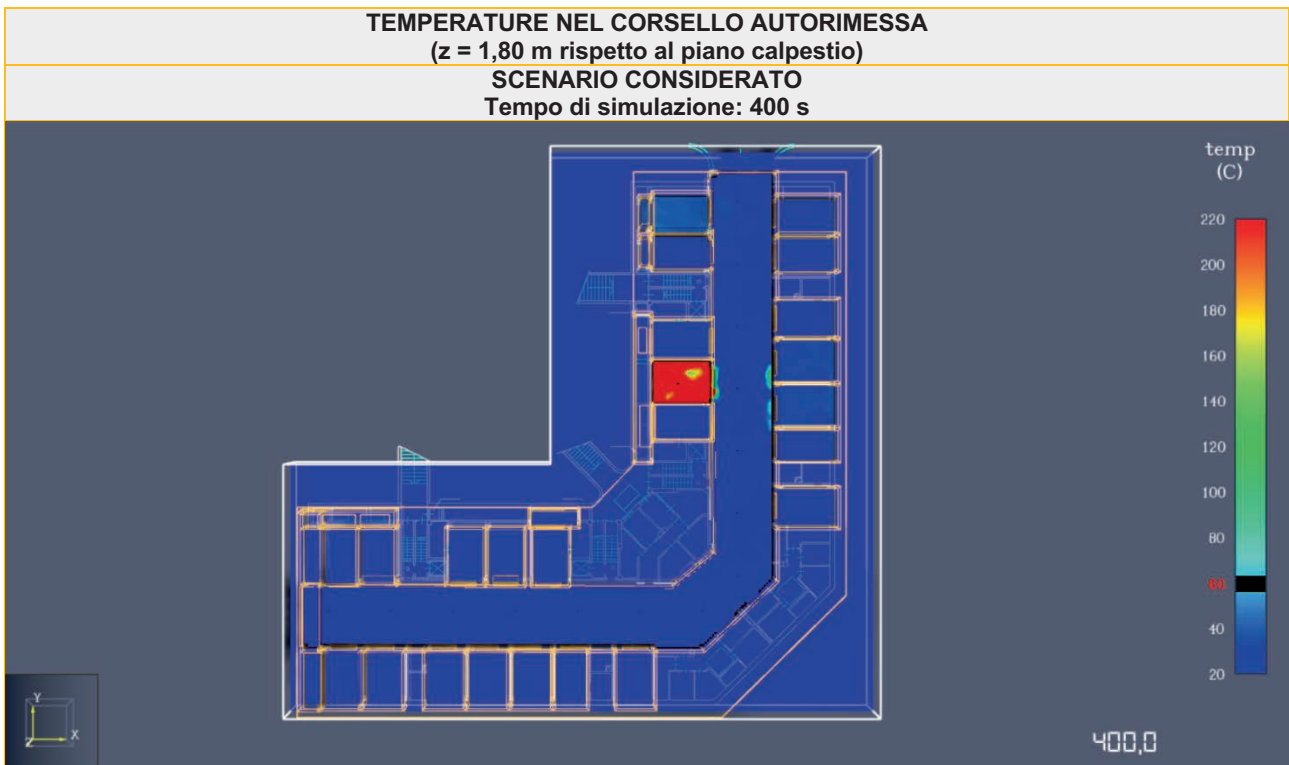 TEMPERATURE NEL CORSELLO AUTORIMESSA
(z = 1,80 m rispetto al piano calpestio)
SCENARIO CONSIDERATO
Tempo di simulazione: 400 s
temp
(C)
220
200
180
160
140
120
100
80
60
40
20
Y
Z
X
400,0